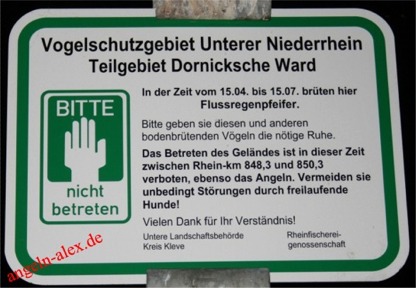 Vogelschutzgebiet Unterer Niederrhein
Teilgebiet Dornicksche Ward
BITTE
nicht
betreten
In der Zeit vom 15.04. bis 15.07. brüten hier
Flussregenpfeifer.
Bitte geben sie diesen und anderen
bodenbrütenden Vögeln die nötige Ruhe.
Das Betreten des Geländes ist in dieser Zeit
zwischen Rhein-km 848,3 und 850,3
verboten, ebenso das Angeln. Vermeiden sie
unbedingt Störungen durch freilaufende
Hunde!
Vielen Dank für Ihr Verständnis!
Untere Landschaftsbehörde
Kreis Kleve
Rheinfischerei-
genossenschaft
angeln-alex.de